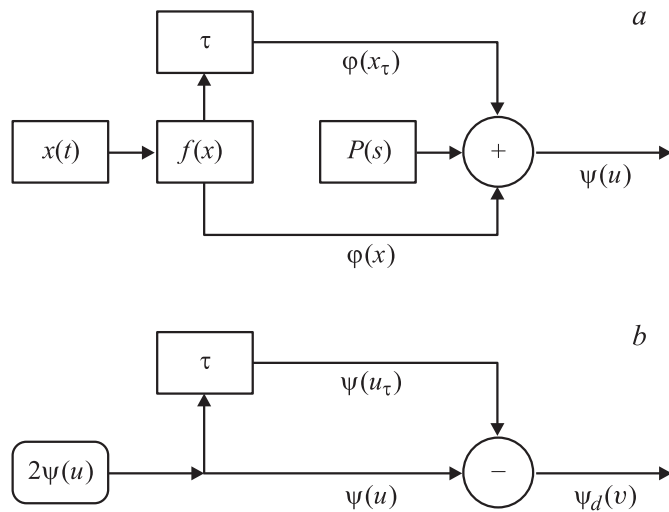 a
τ
φ(x_τ)
x(t)
f(x)
P(s)
+
ψ(u)
φ(x)
b
τ
ψ(u_τ)
2ψ(u)
−
ψ(u)
ψ_d(υ)